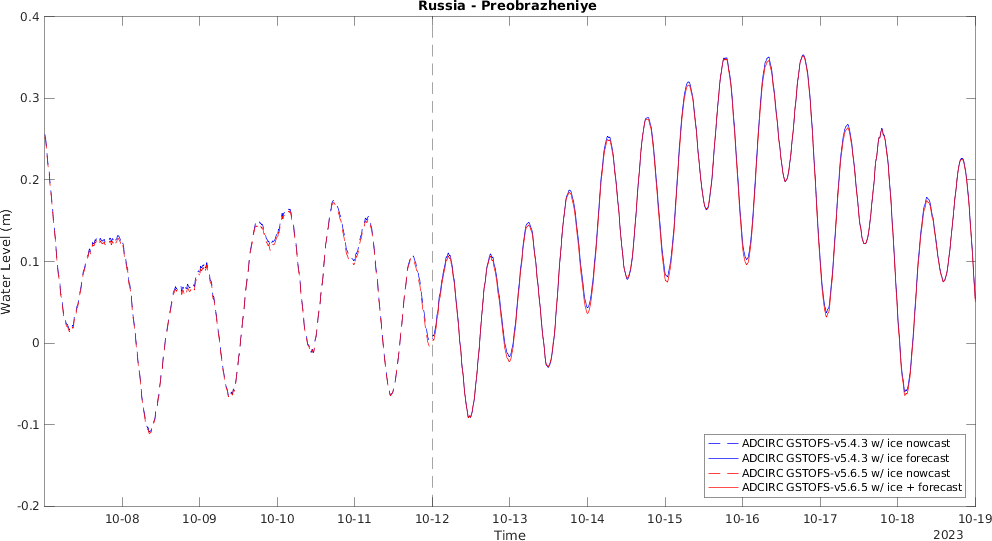 Russia - Preobrazheniye
0.4
0.3
0.2
0.1
0
-0.1
-0.2
Water Level (m)
ADCIRC GSTOFS-v5.4.3 w/ ice nowcast
ADCIRC GSTOFS-v5.4.3 w/ ice forecast
ADCIRC GSTOFS-v5.6.5 w/ ice nowcast
ADCIRC GSTOFS-v5.6.5 w/ ice + forecast
10-08 10-09 10-10 10-11 10-12 10-13 10-14 10-15 10-16 10-17 10-18 10-19
Time
2023